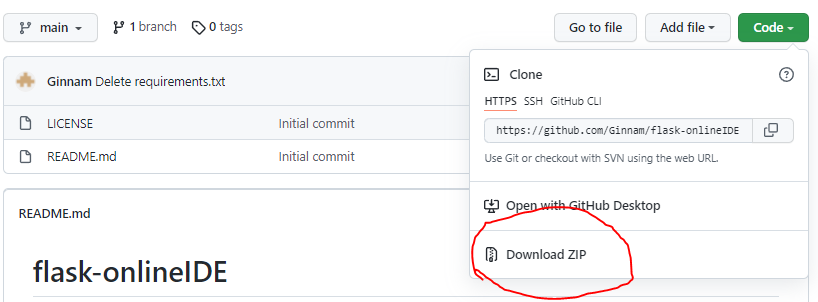 main 1 branch 0 tags Go to file Add file Code
Ginnam Delete requirements.txt
LICENSE Initial commit
README.md Initial commit
Clone
HTTPS SSH GitHub CLI
https://github.com/Ginnam/flask-onlineIDE
Use Git or checkout with SVN using the web URL.
Open with GitHub Desktop
Download ZIP
README.md
flask-onlineIDE